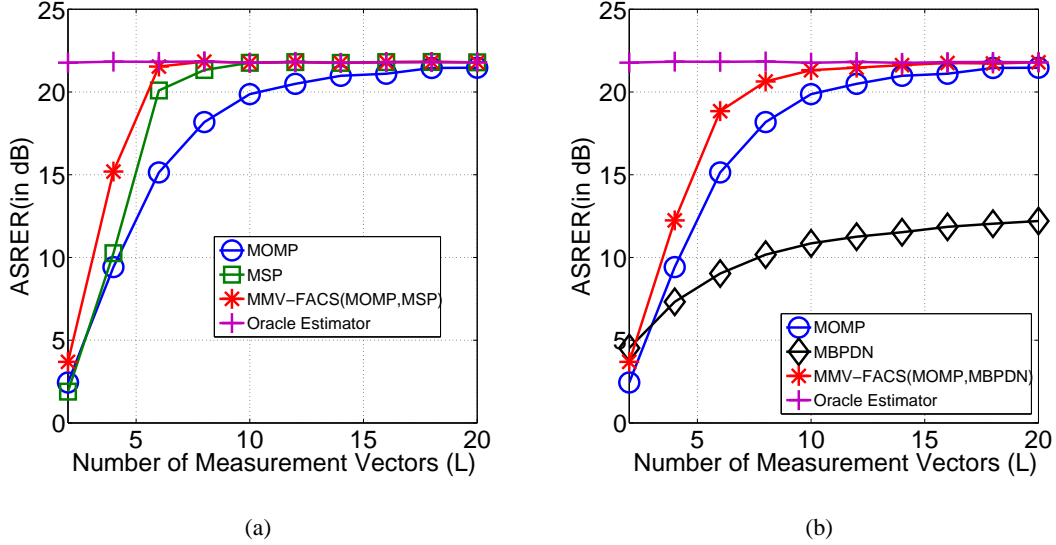 25
20
15
10
5
0
ASRER(in dB)
MOMP
MSP
MMV−FACS(MOMP,MSP)
Oracle Estimator
5
10
15
20
Number of Measurement Vectors (L)
(a)
25
20
15
10
5
0
ASRER(in dB)
MOMP
MBPDN
MMV−FACS(MOMP,MBPDN)
Oracle Estimator
5
10
15
20
Number of Measurement Vectors (L)
(b)